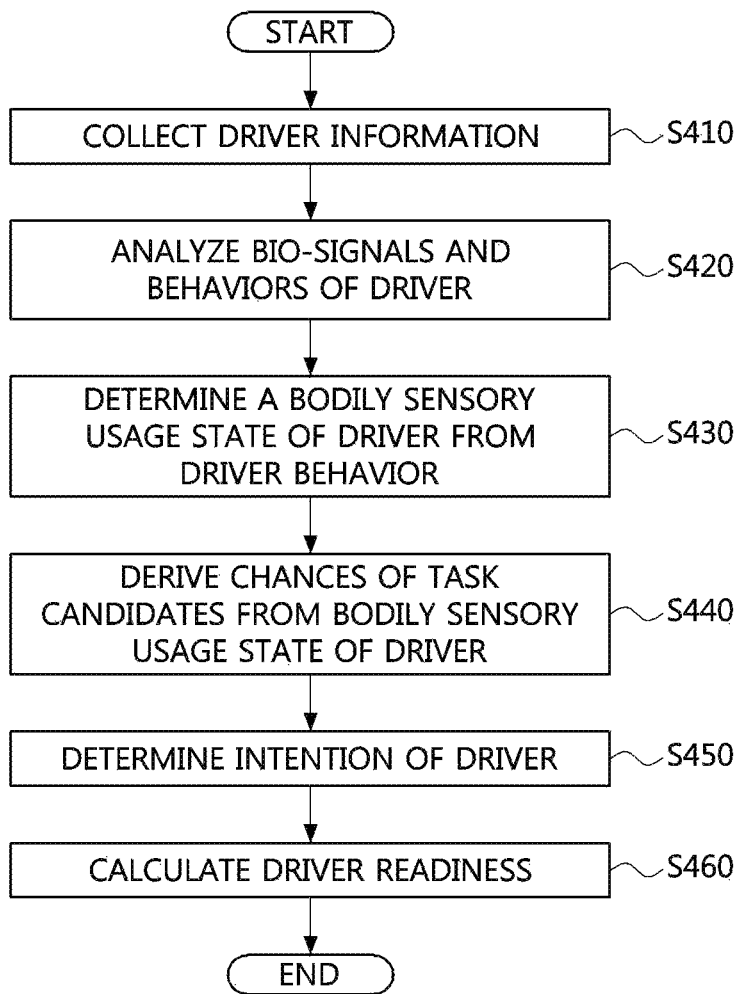 START
COLLECT DRIVER INFORMATION
S410
ANALYZE BIO-SIGNALS AND
BEHAVIORS OF DRIVER
S420
DETERMINE A BODILY SENSORY
USAGE STATE OF DRIVER FROM
DRIVER BEHAVIOR
S430
DERIVE CHANCES OF TASK
CANDIDATES FROM BODILY SENSORY
USAGE STATE OF DRIVER
S440
DETERMINE INTENTION OF DRIVER
S450
CALCULATE DRIVER READINESS
S460
END